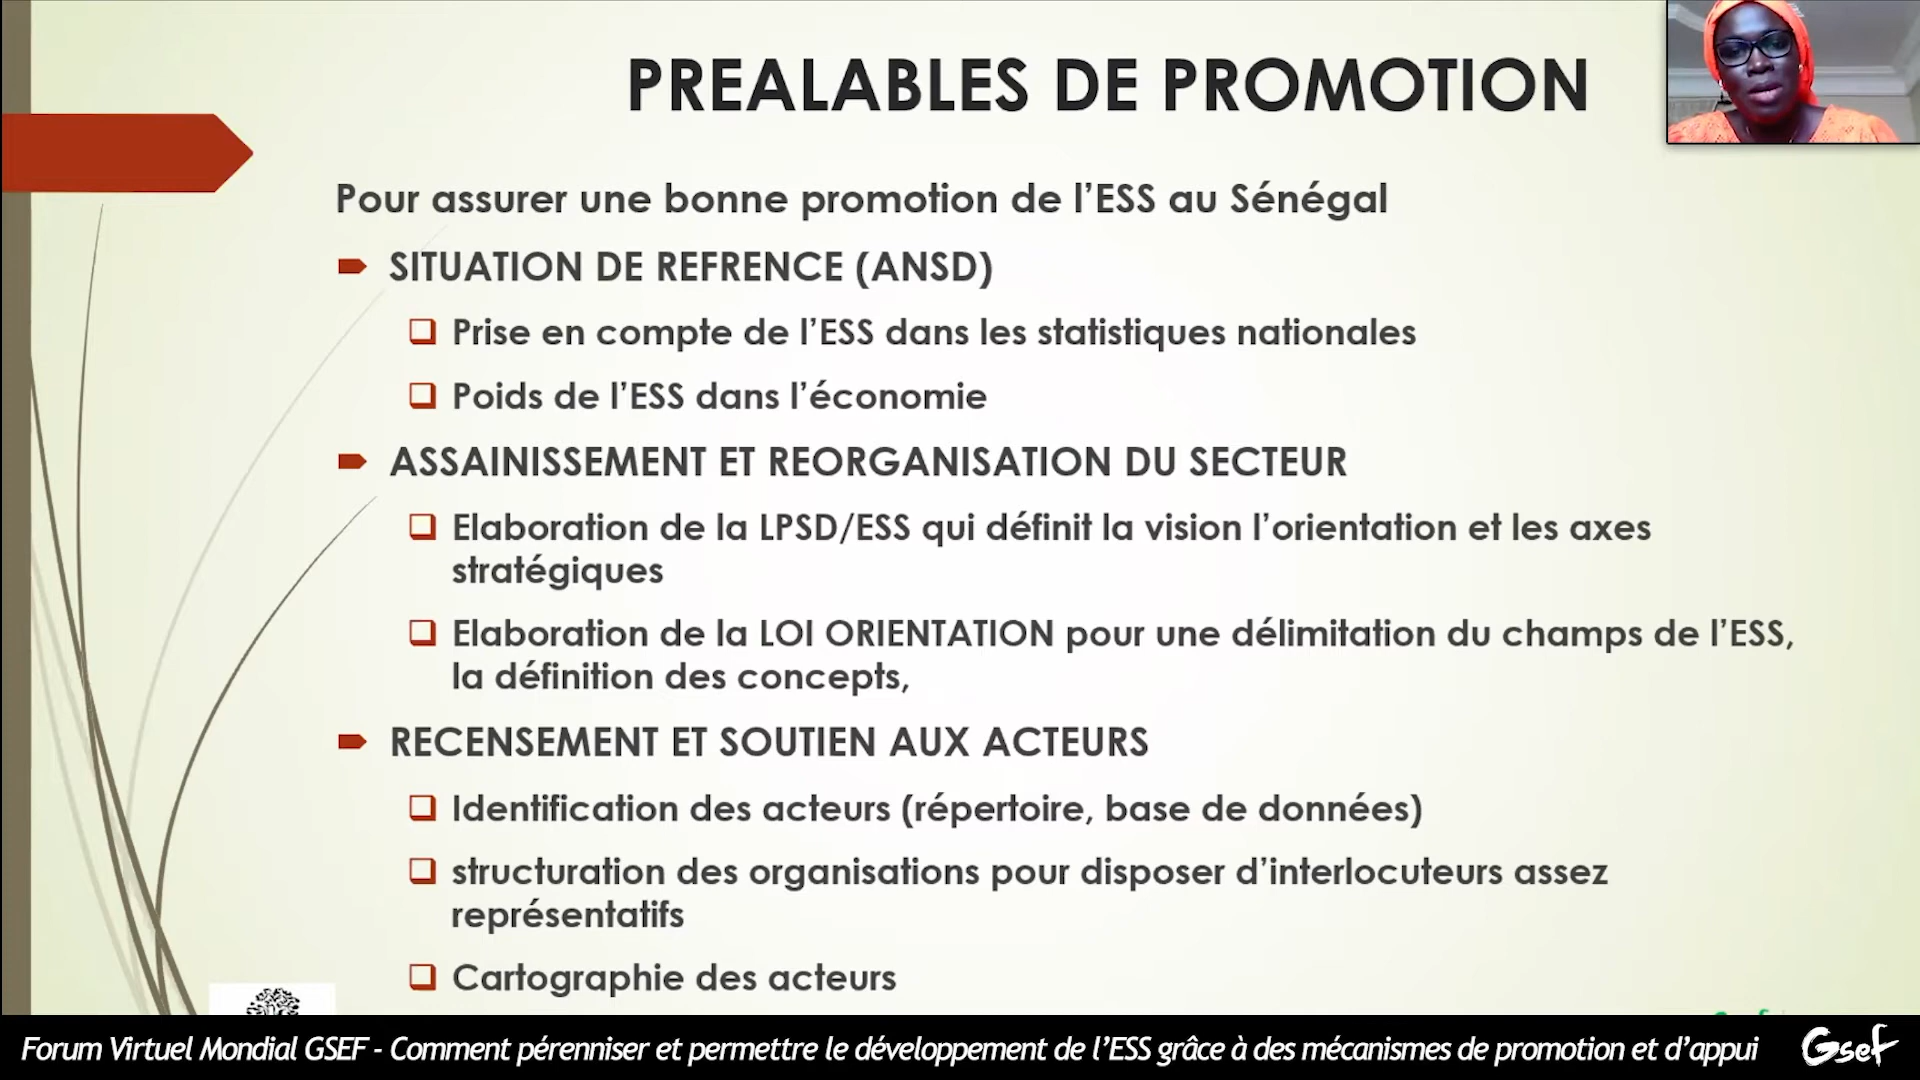 PREALABLES DE PROMOTION
Pour assurer une bonne promotion de l'ESS au Sénégal
SITUATION DE REFRENCE (ANSD)
Prise en compte de l'ESS dans les statistiques nationales
Poids de l'ESS dans l'économie
ASSAINISSEMENT ET REORGANISATION DU SECTEUR
Elaboration de la LPSD/ESS qui définit la vision l'orientation et les axes
stratégiques
Elaboration de la LOI ORIENTATION pour une délimitation du champs de l'ESS,
la définition des concepts,
RECENSEMENT ET SOUTIEN AUX ACTEURS
Identification des acteurs (répertoire, base de données)
structuration des organisations pour disposer d'interlocuteurs assez
représentatifs
Cartographie des acteurs
Forum Virtuel Mondial GSEF - Comment pérenniser et permettre le développement de l'ESS grâce à des mécanismes de promotion et d'appui
Gsef